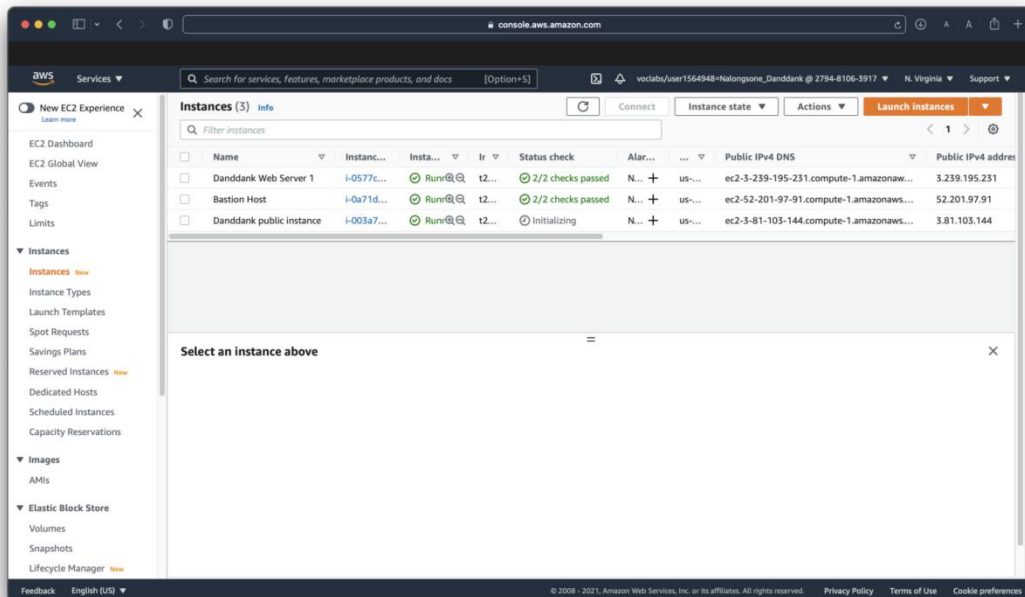 console.aws.amazon.com
A A
aws Services ▼ Search for services, features, marketplace products, and docs [Option+S] voclabs/user1564948=Nalongsone_Danddank @ 2794-8106-3917 ▼ N. Virginia ▼ Support ▼
New EC2 Experience
Learn more
EC2 Dashboard
EC2 Global View
Events
Tags
Limits
Instances
Instances New
Instance Types
Launch Templates
Spot Requests
Savings Plans
Reserved Instances New
Dedicated Hosts
Scheduled Instances
Capacity Reservations
Images
AMIs
Elastic Block Store
Volumes
Snapshots
Lifecycle Manager New
Instances (3) Info Connect Instance state ▼ Actions ▼ Launch instances ▼
Filter instances 1
Name Instanc... Insta... Ir Status check Alar... ... Public IPv4 DNS Public IPv4 addres
Danddank Web Server 1 i-0577c... Runr t2... 2/2 checks passed N... + us-... ec2-3-239-195-231.compute-1.amazonaw... 3.239.195.231
Bastion Host i-0a71d... Runr t2... 2/2 checks passed N... + us-... ec2-52-201-97-91.compute-1.amazonaws.... 52.201.97.91
Danddank public instance i-003a7... Runr t2... Initializing N... + us-... ec2-3-81-103-144.compute-1.amazonaws.... 3.81.103.144
Select an instance above
Feedback English (US) ▼ © 2008 - 2021, Amazon Web Services, Inc. or its affiliates. All rights reserved. Privacy Policy Terms of Use Cookie preferences